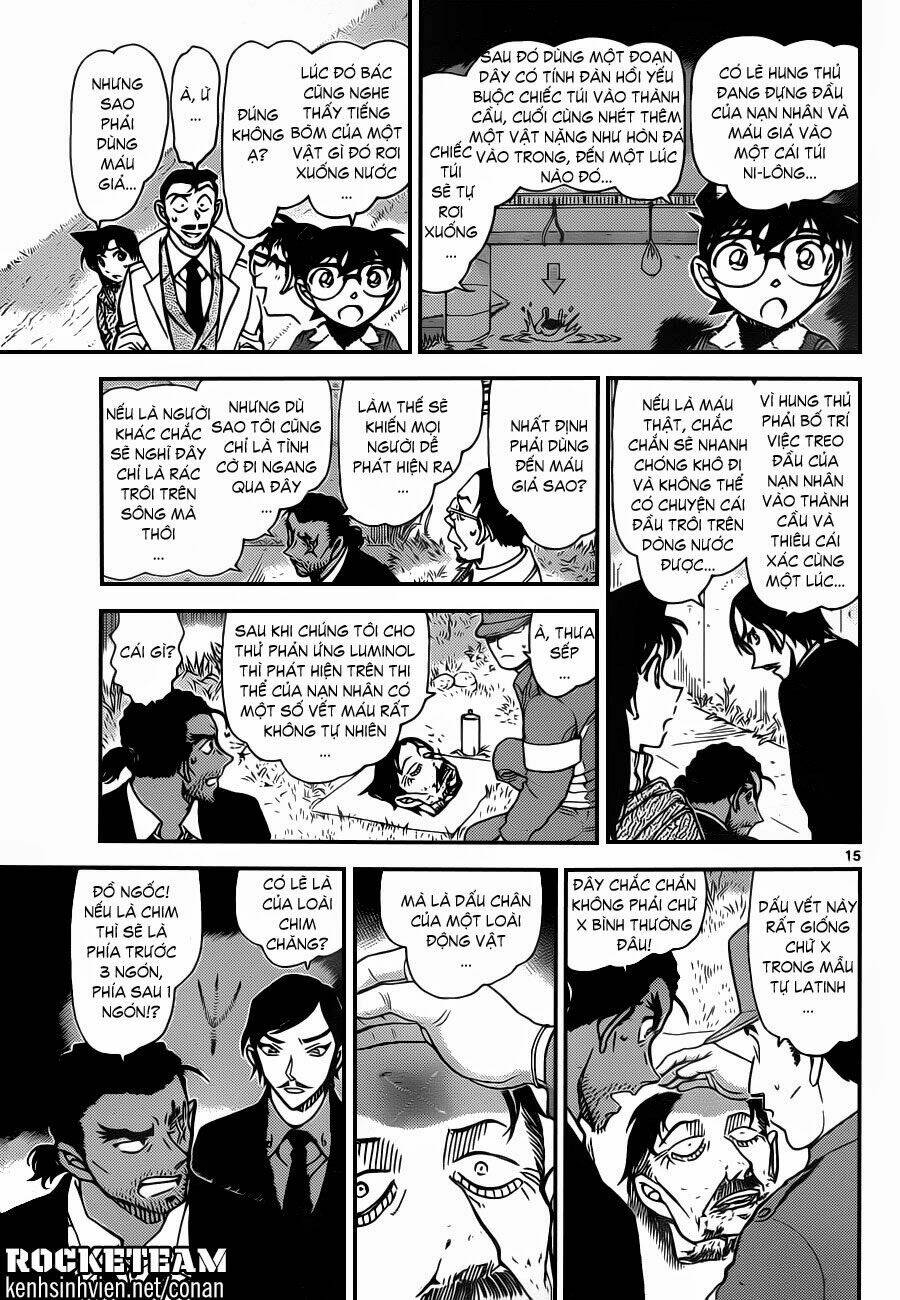 CÓ LẼ HUNG THỦ
ĐANG ĐỰNG ĐẦU
CỦA NẠN NHÂN VÀ
MÁU GIẢ VÀO
MỘT CÁI TÚI
NI-LÔNG...
SAU ĐÓ DÙNG MỘT ĐOẠN
DÂY CÓ TÍNH ĐÀN HỒI YẾU
BUỘC CHIẾC TÚI VÀO THÀNH
CẦU, CUỐI CÙNG NHÉT THÊM
MỘT VẬT NẶNG NHƯ HÒN ĐÁ
VÀO TRONG, ĐẾN MỘT LÚC
NÀO ĐÓ...
CHIẾC
TÚI
SẼ TỰ
RƠI
XUỐNG
LÚC ĐÓ BÁC
CŨNG NGHE
THẤY TIẾNG
BÕM CỦA MỘT
VẬT GÌ ĐÓ RƠI
XUỐNG NƯỚC
...
ĐÚNG
KHÔNG
Ạ?
À, Ừ
...
NHƯNG
SAO
PHẢI
DÙNG
MÁU
GIẢ...
VÌ HUNG THỦ
PHẢI BỐ TRÍ
VIỆC TREO
ĐẦU CỦA
NẠN NHÂN
VÀO THÀNH
CẦU VÀ
THIÊU CÁI
XÁC CÙNG
MỘT LÚC...
NẾU LÀ MÁU
THẬT, CHẮC
CHẮN SẼ NHANH
CHÓNG KHÔ ĐI
VÀ KHÔNG THỂ
CÓ CHUYỆN CÁI
ĐẦU TRÔI TRÊN
DÒNG NƯỚC
ĐƯỢC...
NHẤT ĐỊNH
PHẢI DÙNG
ĐẾN MÁU
GIẢ SAO?
LÀM THẾ SẼ
KHIẾN MỌI
NGƯỜI DỄ
PHÁT HIỆN RA
...
NHƯNG DÙ
SAO TÔI CŨNG
CHỈ LÀ TÌNH
CỜ ĐI NGANG
QUA ĐÂY
...
NẾU LÀ NGƯỜI
KHÁC CHẮC
SẼ NGHĨ ĐÂY
CHỈ LÀ RÁC
TRÔI TRÊN
SÔNG MÀ
THÔI
...
À, THƯA
SẾP
...
SAU KHI CHÚNG TÔI CHO
THỬ PHẢN ỨNG LUMINOL
THÌ PHÁT HIỆN TRÊN THI
THỂ CỦA NẠN NHÂN CÓ
MỘT SỐ VẾT MÁU RẤT
KHÔNG TỰ NHIÊN
...
CÁI GÌ?
15
DẤU VẾT NÀY
RẤT GIỐNG
CHỮ X
TRONG MẪU
TỰ LATINH
...
ĐÂY CHẮC CHẮN
KHÔNG PHẢI CHỮ
X BÌNH THƯỜNG
ĐÂU!
MÀ LÀ DẤU CHÂN
CỦA MỘT LOÀI
ĐỘNG VẬT
...
CÓ LẼ LÀ
CỦA LOÀI
CHIM
CHĂNG?
ĐỒ NGỐC!
NẾU LÀ CHIM
THÌ SẼ LÀ
PHÍA TRƯỚC
3 NGÓN,
PHÍA SAU 1
NGÓN!?
ROCKETEAM
kenhsinhvien.net/conan